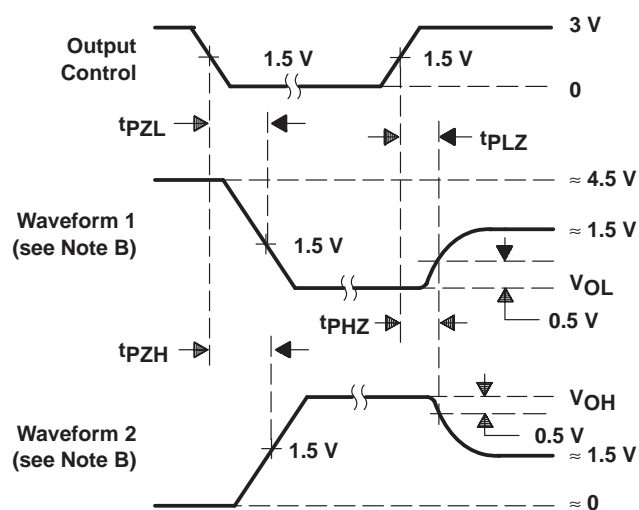 3 V
Output
Control
1.5 V
1.5 V
0
tPZL
tPLZ
≈ 4.5 V
Waveform 1
(see Note B)
1.5 V
≈ 1.5 V
VOL
0.5 V
tPHZ
tPZH
VOH
Waveform 2
(see Note B)
1.5 V
0.5 V
≈ 1.5 V
≈ 0